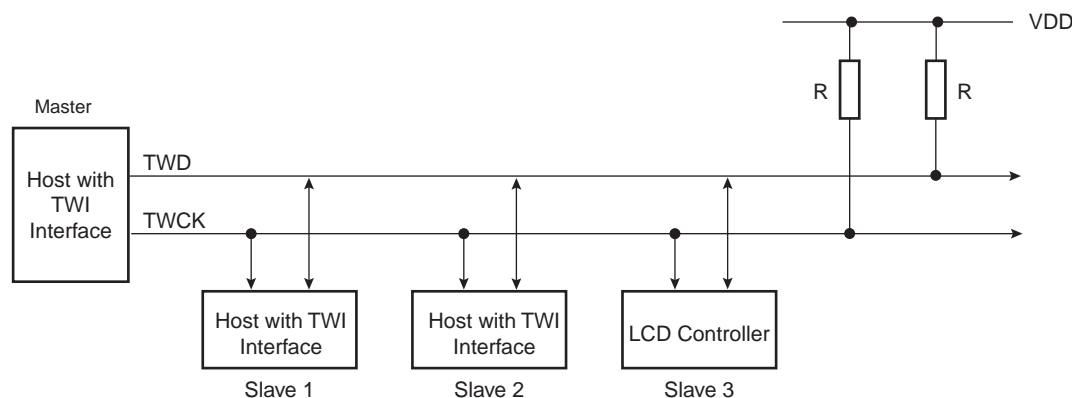 VDD
R
R
Master
Host with
TWI
Interface
TWD
TWCK
Host with TWI
Interface
Slave 1
Host with TWI
Interface
Slave 2
LCD Controller
Slave 3